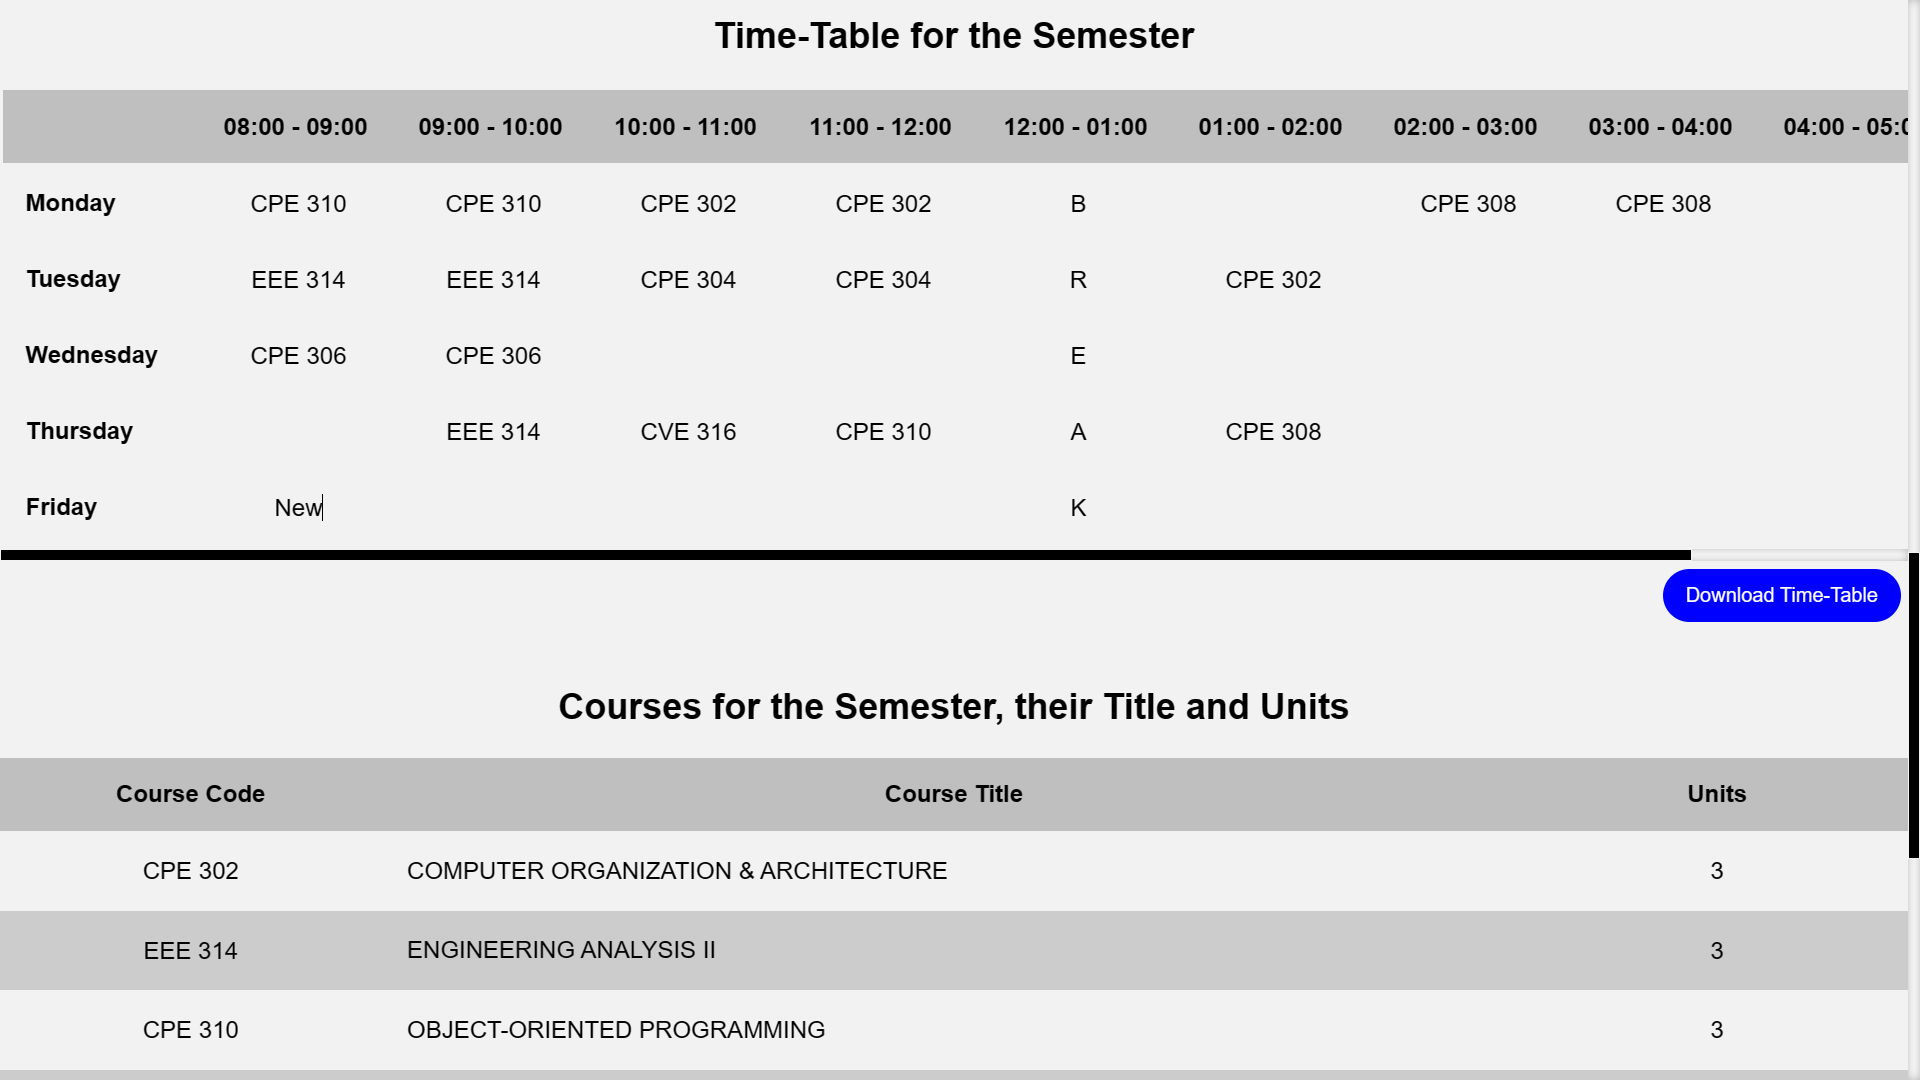 Time-Table for the Semester
08:00 - 09:00 09:00 - 10:00 10:00 - 11:00 11:00 - 12:00 12:00 - 01:00 01:00 - 02:00 02:00 - 03:00 03:00 - 04:00 04:00 - 05:0
Monday CPE 310 CPE 310 CPE 302 CPE 302 B CPE 308 CPE 308
Tuesday EEE 314 EEE 314 CPE 304 CPE 304 R CPE 302
Wednesday CPE 306 CPE 306 E
Thursday EEE 314 CVE 316 CPE 310 A CPE 308
Friday New K
Download Time-Table
Courses for the Semester, their Title and Units
Course Code Course Title Units
CPE 302 COMPUTER ORGANIZATION & ARCHITECTURE 3
EEE 314 ENGINEERING ANALYSIS II 3
CPE 310 OBJECT-ORIENTED PROGRAMMING 3